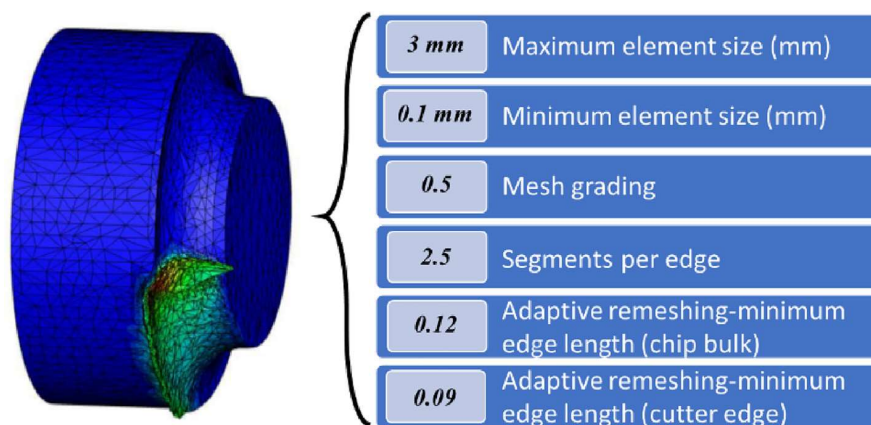 3 mm Maximum element size (mm)
0.1 mm Minimum element size (mm)
0.5 Mesh grading
2.5 Segments per edge
0.12 Adaptive remeshing-minimum
edge length (chip bulk)
0.09 Adaptive remeshing-minimum
edge length (cutter edge)